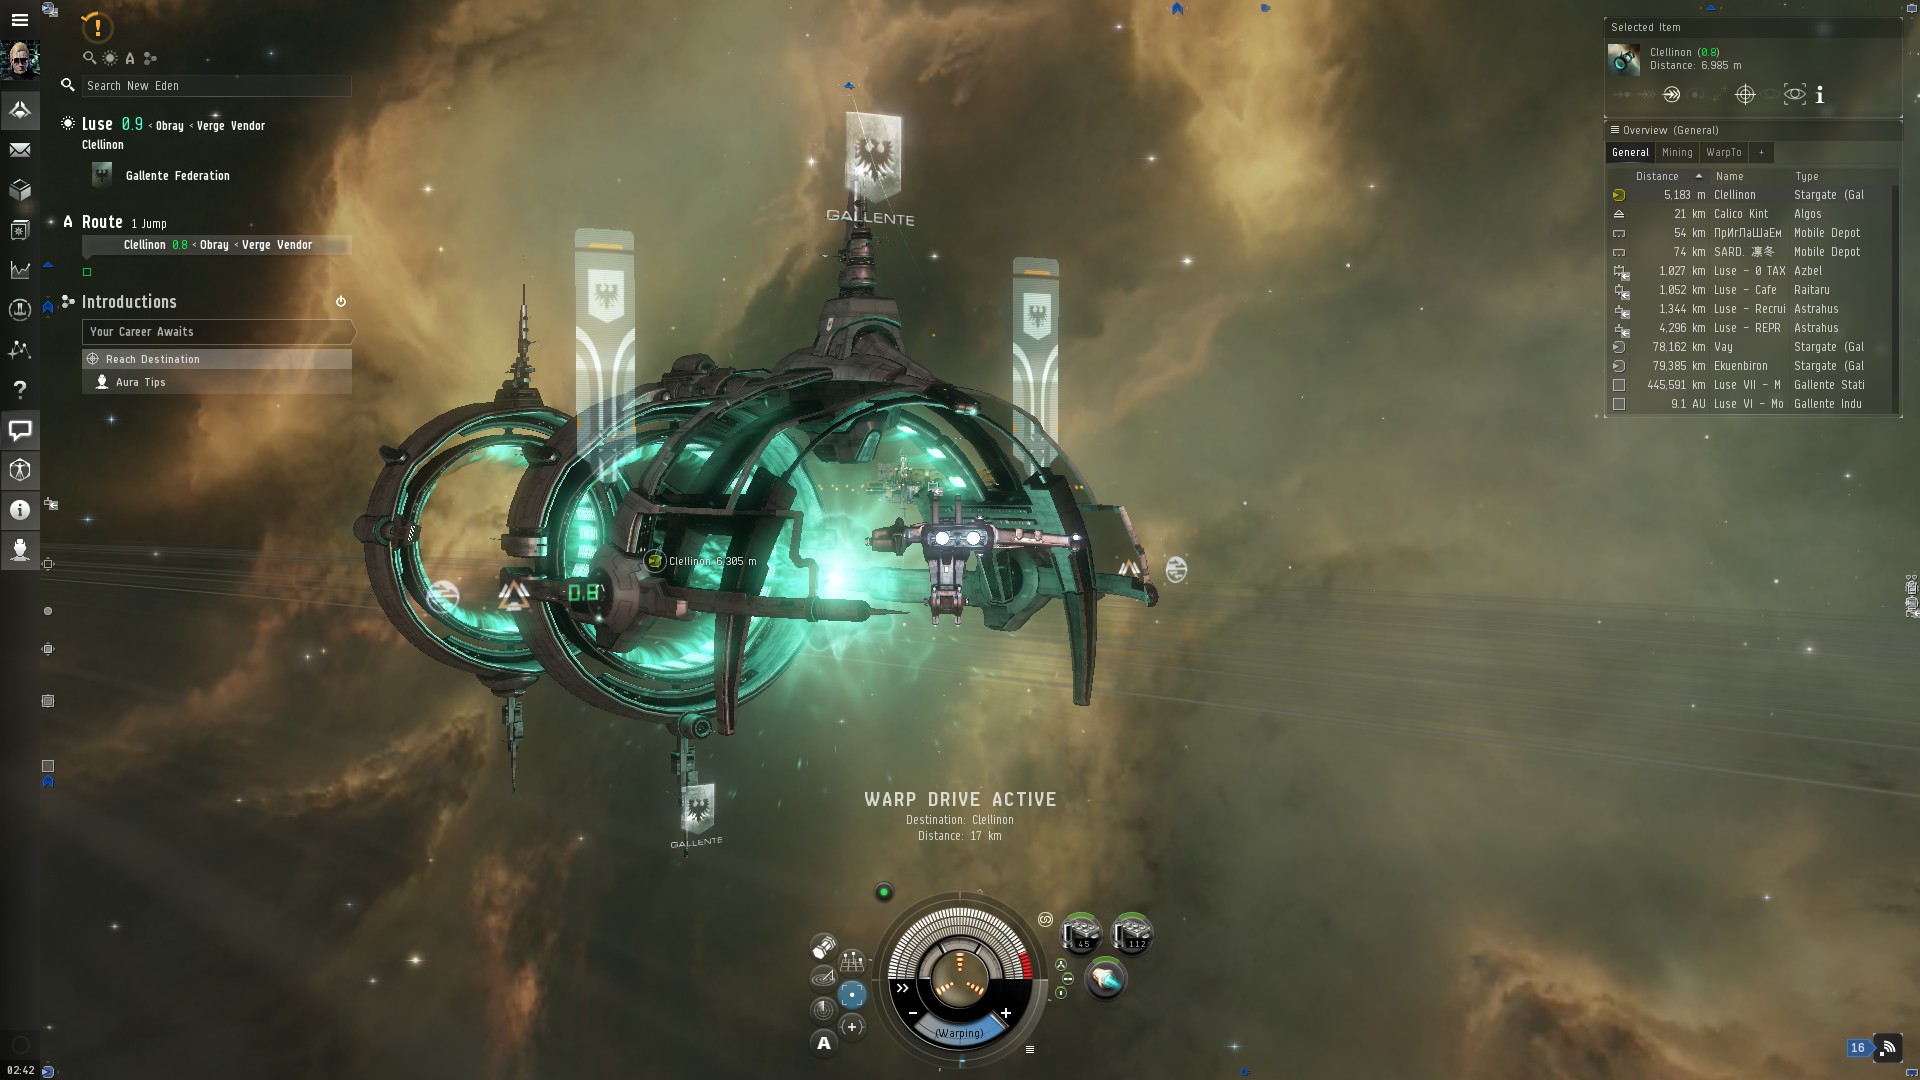 Search New Eden
Luse 0.9 < Obray < Verge Vendor
Clellinon
Gallente Federation
A Route 1 Jump
Clellinon 0.8 < Obray < Verge Vendor
Introductions
Your Career Awaits
Reach Destination
Aura Tips
GALLENTE
Clellinon 6,305 m
0.8
GALLENTE
WARP DRIVE ACTIVE
Destination: Clellinon
Distance: 17 km
45
112
(Warping)
A
Selected Item
Clellinon (0.8)
Distance: 6,985 m
Overview (General)
General Mining WarpTo +
Distance Name Type
5,183 m Clellinon Stargate (Gal
21 km Calico Kint Algos
54 km ПрИгЛаШаЕм Mobile Depot
74 km SARD. 凛冬 Mobile Depot
1,027 km Luse - 0 TAX Azbel
1,052 km Luse - Cafe Raitaru
1,344 km Luse - Recrui Astrahus
4,296 km Luse - REPR Astrahus
78,162 km Vay Stargate (Gal
79,385 km Ekuenbiron Stargate (Gal
445,591 km Luse VII - M Gallente Stati
9.1 AU Luse VI - Mo Gallente Indu
02:42
16